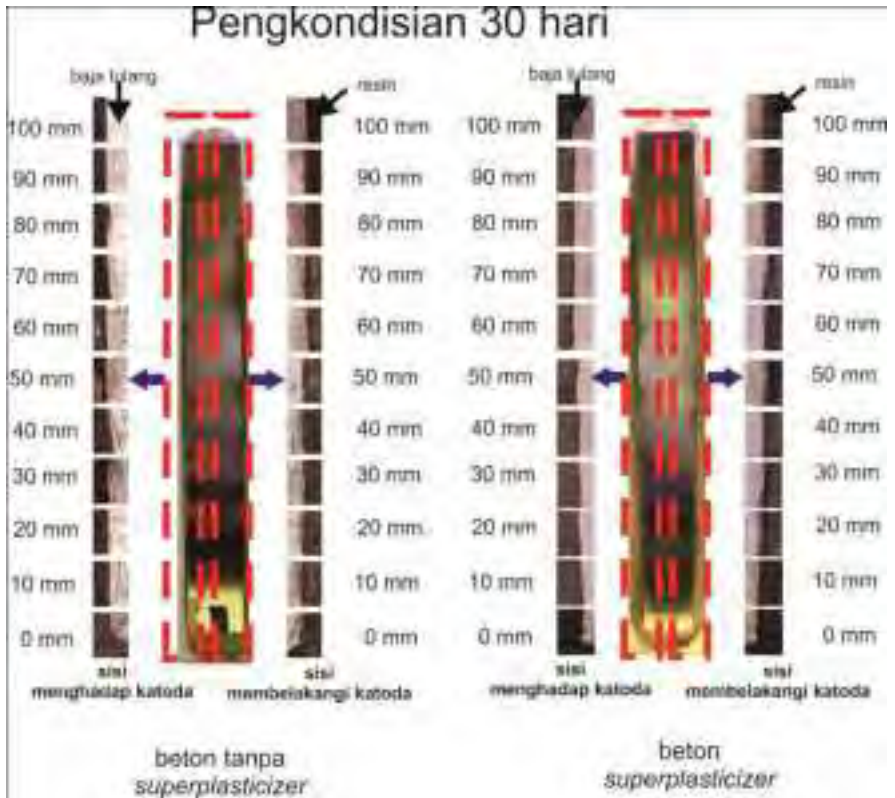 Pengkondisian 30 hari
baja tulang
resin
baja tulang
resin
100 mm 100 mm 100 mm 100 mm
90 mm 90 mm 90 mm 90 mm
80 mm 80 mm 80 mm 80 mm
70 mm 70 mm 70 mm 70 mm
60 mm 60 mm 60 mm 60 mm
50 mm 50 mm 50 mm 50 mm
40 mm 40 mm 40 mm 40 mm
30 mm 30 mm 30 mm 30 mm
20 mm 20 mm 20 mm 20 mm
10 mm 10 mm 10 mm 10 mm
0 mm 0 mm 0 mm 0 mm
sisi
menghadap katoda
sisi
membelakangi katoda
sisi
menghadap katoda
sisi
membelakangi katoda
beton tanpa
superplasticizer
beton
superplasticizer